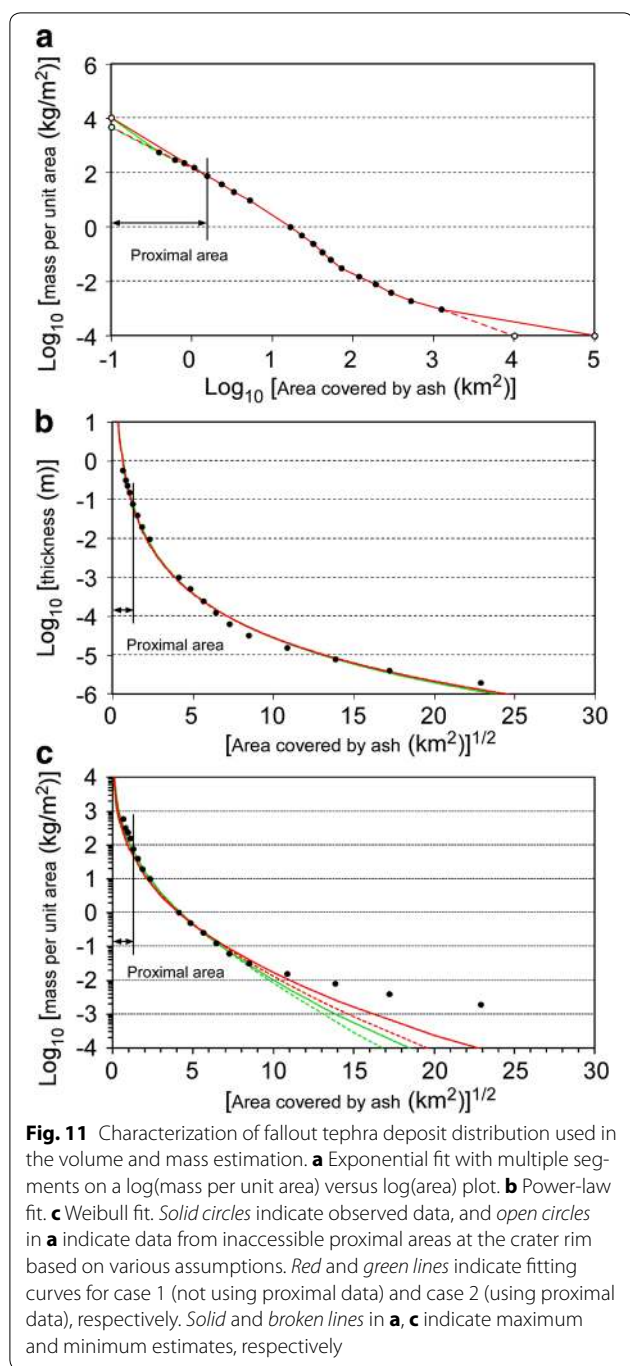 a
6
4
2
0
-2
-4
-1 0 1 2 3 4 5
Log10 [mass per unit area (kg/m²)]
Proximal area
Log10 [Area covered by ash (km²)]
b
1
0
-1
-2
-3
-4
-5
-6
0 5 10 15 20 25 30
Log10 [thickness (m)]
Proximal area
[Area covered by ash (km²)]1/2
c
4
3
2
1
0
-1
-2
-3
-4
0 5 10 15 20 25 30
Log10 [mass per unit area (kg/m²)]
Proximal area
[Area covered by ash (km²)]1/2
Fig. 11 Characterization of fallout tephra deposit distribution used in
the volume and mass estimation. a Exponential fit with multiple seg-
ments on a log(mass per unit area) versus log(area) plot. b Power-law
fit. c Weibull fit. Solid circles indicate observed data, and open circles
in a indicate data from inaccessible proximal areas at the crater rim
based on various assumptions. Red and green lines indicate fitting
curves for case 1 (not using proximal data) and case 2 (using proximal
data), respectively. Solid and broken lines in a, c indicate maximum
and minimum estimates, respectively